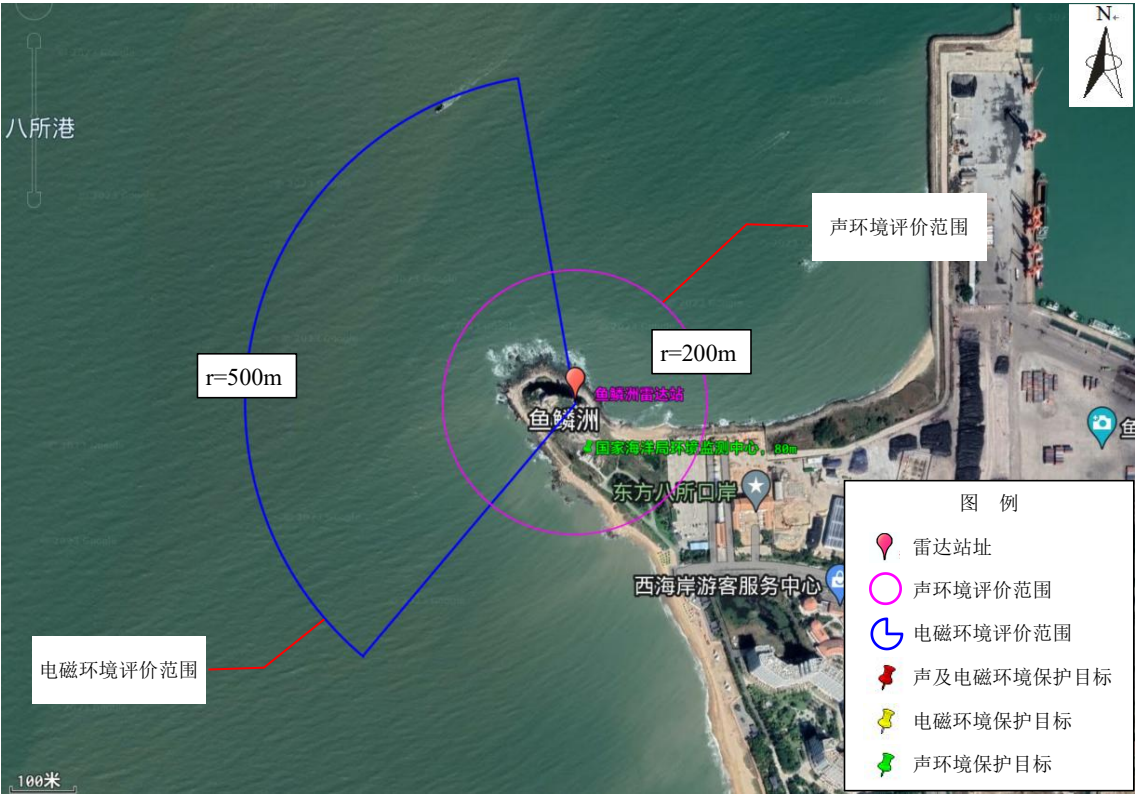 N
八所港
声环境评价范围
r=200m
r=500m
鱼鳞洲雷达站
鱼鳞洲
国家海洋局环境监测中心，80m
鱼
东方八所口岸
西海岸游客服务中心
电磁环境评价范围
图 例
雷达站址
声环境评价范围
电磁环境评价范围
声及电磁环境保护目标
电磁环境保护目标
声环境保护目标
100米